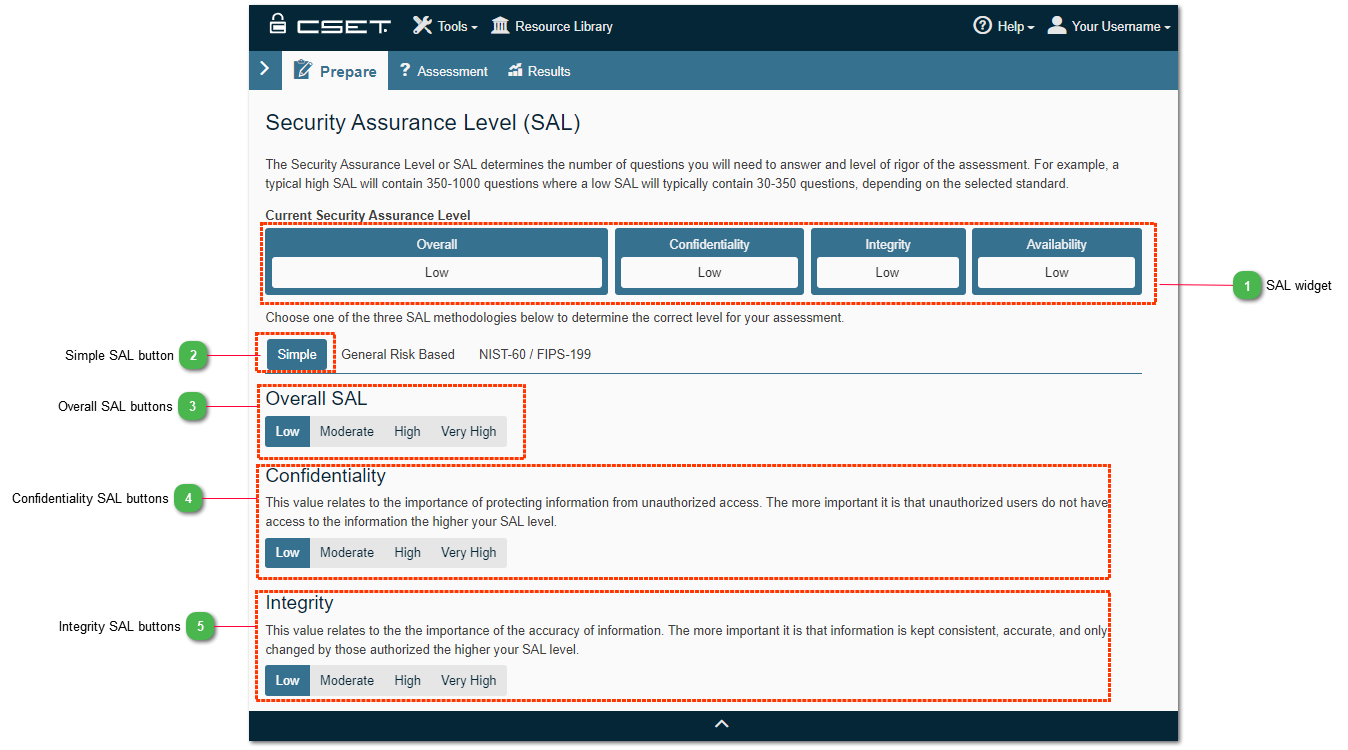 CSET
Tools
Resource Library
Help
Your Username
Prepare
? Assessment
Results
Security Assurance Level (SAL)
The Security Assurance Level or SAL determines the number of questions you will need to answer and level of rigor of the assessment. For example, a
typical high SAL will contain 350-1000 questions where a low SAL will typically contain 30-350 questions, depending on the selected standard.
Current Security Assurance Level
Overall
Confidentiality
Integrity
Availability
Low
Low
Low
Low
1 SAL widget
Choose one of the three SAL methodologies below to determine the correct level for your assessment.
Simple SAL button 2
Simple
General Risk Based
NIST-60 / FIPS-199
Overall SAL
Overall SAL buttons 3
Low Moderate High Very High
Confidentiality
Confidentiality SAL buttons 4
This value relates to the importance of protecting information from unauthorized access. The more important it is that unauthorized users do not have
access to the information the higher your SAL level.
Low Moderate High Very High
Integrity
Integrity SAL buttons 5
This value relates to the the importance of the accuracy of information. The more important it is that information is kept consistent, accurate, and only
changed by those authorized the higher your SAL level.
Low Moderate High Very High